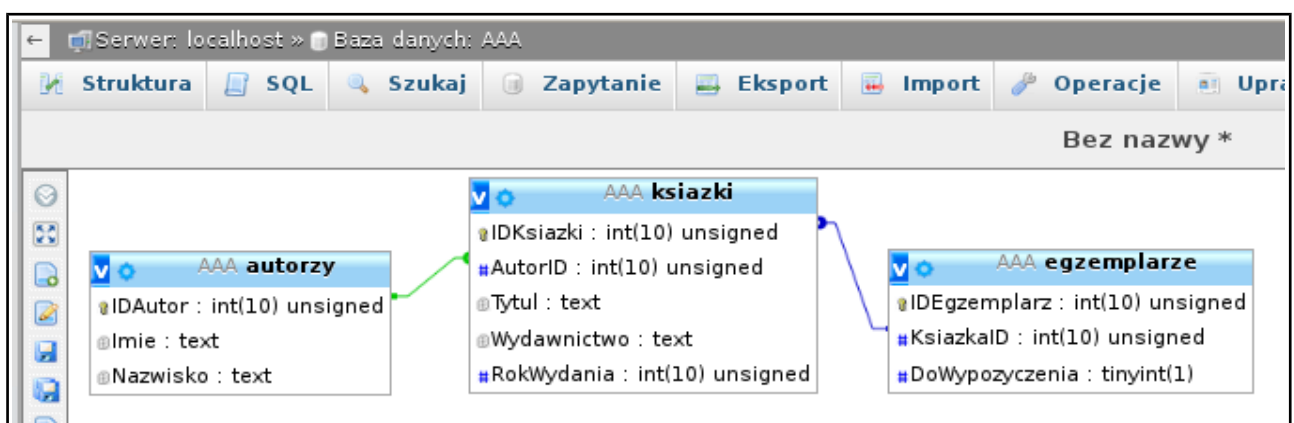 Serwer: localhost » Baza danych: AAA
Struktura SQL Szukaj Zapytanie Eksport Import Operacje Upra
Bez nazwy *
v AAA ksiazki
IDKsiazki : int(10) unsigned
#AutorID : int(10) unsigned
Tytul : text
Wydawnictwo : text
#RokWydania : int(10) unsigned
v AAA autorzy
IDAutor : int(10) unsigned
Imie : text
Nazwisko : text
v AAA egzemplarze
IDEgzemplarz : int(10) unsigned
#KsiazkaID : int(10) unsigned
#DoWypozyczenia : tinyint(1)